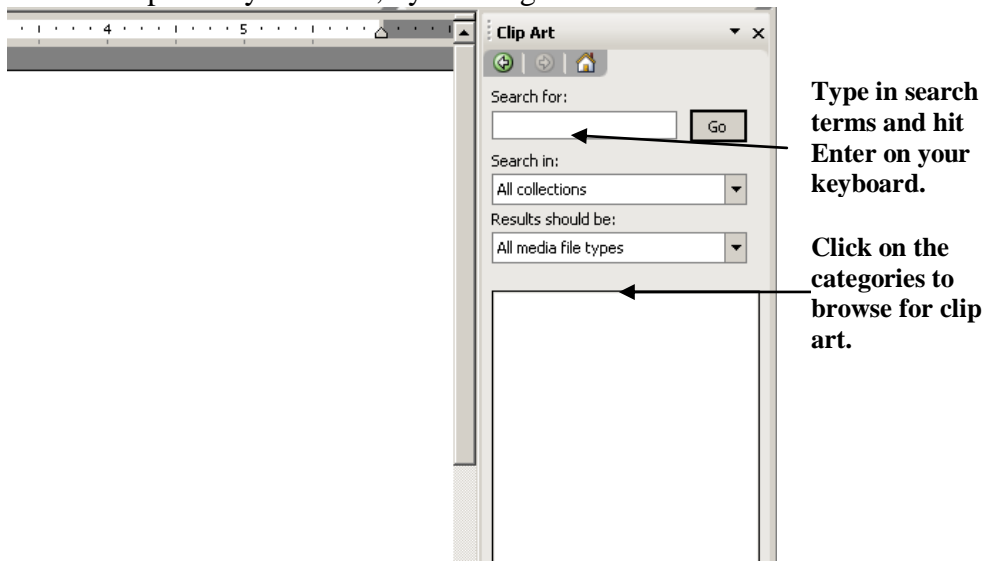 4 5
Clip Art
Search for:
Go
Search in:
All collections
Results should be:
All media file types
Type in search
terms and hit
Enter on your
keyboard.
Click on the
categories to
browse for clip
art.